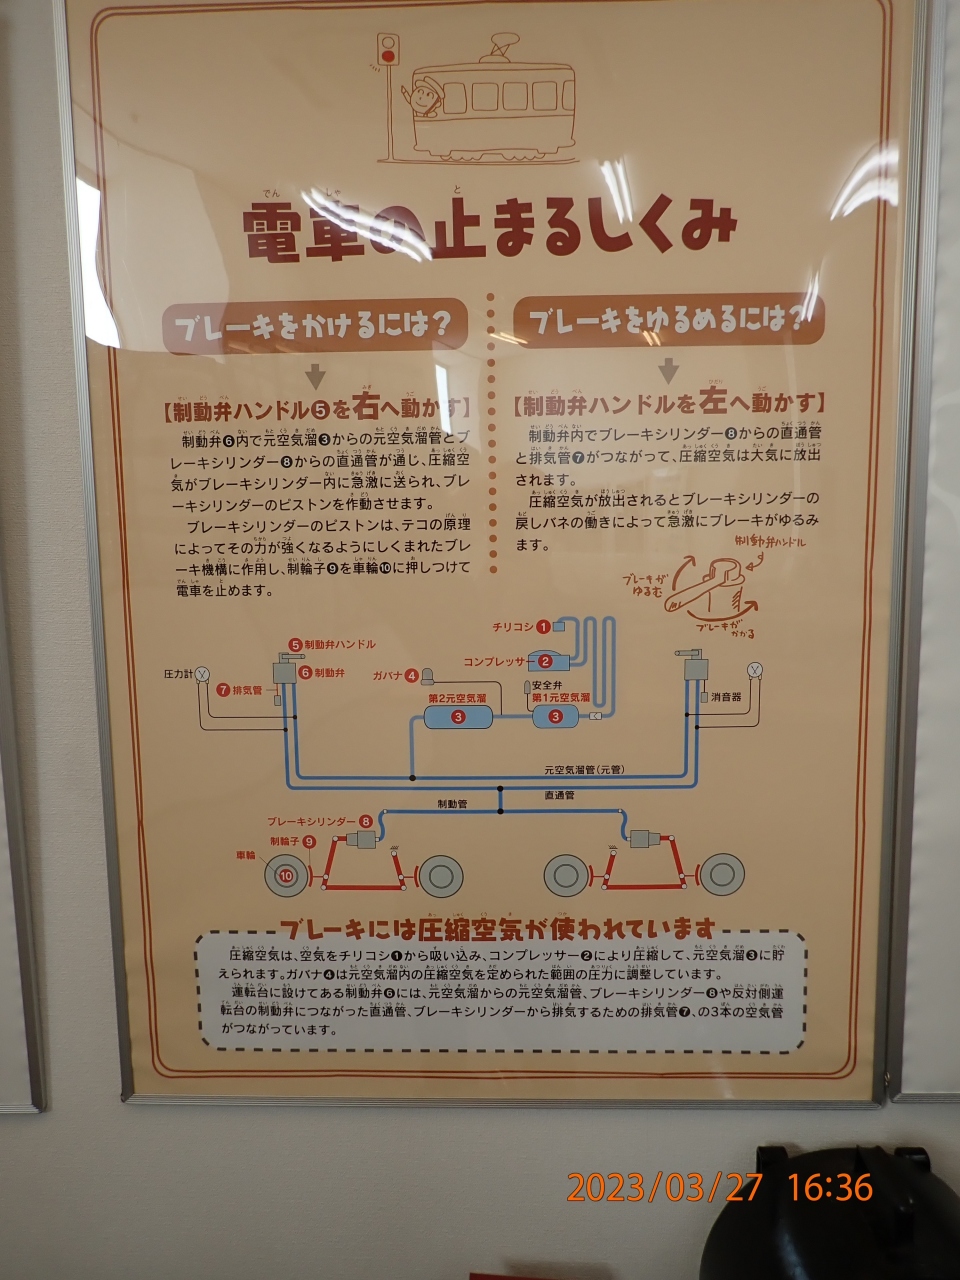 電車の止まるしくみ
ブレーキをかけるには?
【制動弁ハンドル❺を右へ動かす】
制動弁❻内で元空気溜❸からの元空気溜管とブ
レーキシリンダー❽からの直通管が通じ、圧縮空
気がブレーキシリンダー内に急激に送られ、ブレ
ーキシリンダーのピストンを作動させます。
ブレーキシリンダーのピストンは、テコの原理
によってその力が強くなるようにしくまれたブレ
ーキ機構に作用し、制輪子❾を車輪❿に押しつけて
電車を止めます。
ブレーキをゆるめるには?
【制動弁ハンドルを左へ動かす】
制動弁内でブレーキシリンダー❽からの直通管
と排気管❼がつながって、圧縮空気は大気に放出
されます。
圧縮空気が放出されるとブレーキシリンダーの
戻しバネの働きによって急激にブレーキがゆるみ
ます。
制動弁ハンドル
ブレーキが
ゆるむ
ブレーキが
かかる
チリコシ❶
❺制動弁ハンドル
コンプレッサー❷
圧力計
❻制動弁
ガバナ❹
❼排気管
安全弁
消音器
第2元空気溜
第1元空気溜
❸
❸
元空気溜管(元管)
直通管
制動管
ブレーキシリンダー❽
制輪子❾
車輪
❿
ブレーキには圧縮空気が使われています
圧縮空気は、空気をチリコシ❶から吸い込み、コンプレッサー❷により圧縮して、元空気溜❸に貯
えられます。ガバナ❹は元空気溜内の圧縮空気を定められた範囲の圧力に調整しています。
運転台に設けてある制動弁❻には、元空気溜からの元空気溜管、ブレーキシリンダー❽や反対側運
転台の制動弁につながった直通管、ブレーキシリンダーから排気するための排気管❼、の3本の空気管
がつながっています。
2023/03/27 16:36